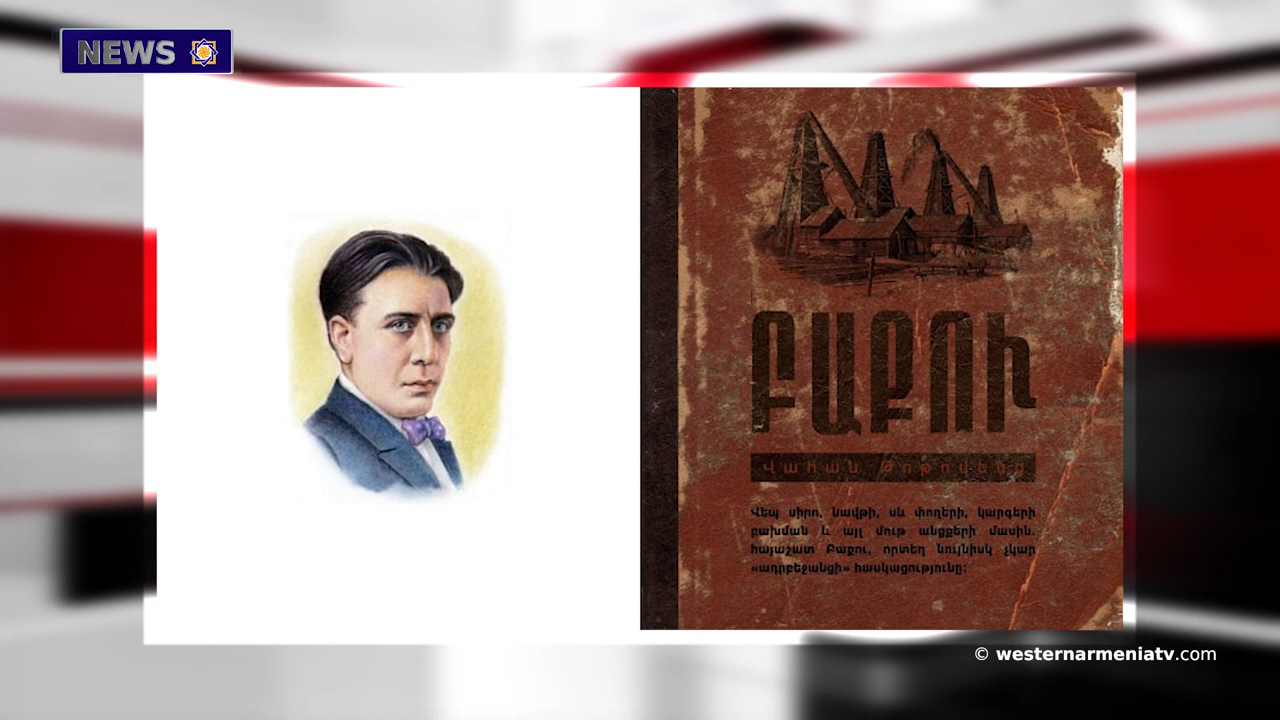 NEWS
ԲԱՔՈՒ
Վահան Թոթովենց
Վեպ սիրո, նավթի, սև փողերի, կարգերի
բախման և այլ մութ անցքերի մասին.
հայաշատ Բաքու, որտեղ նույնիսկ չկար
«ադրբեջանցի» հասկացությունը:
© westernarmeniatv.com